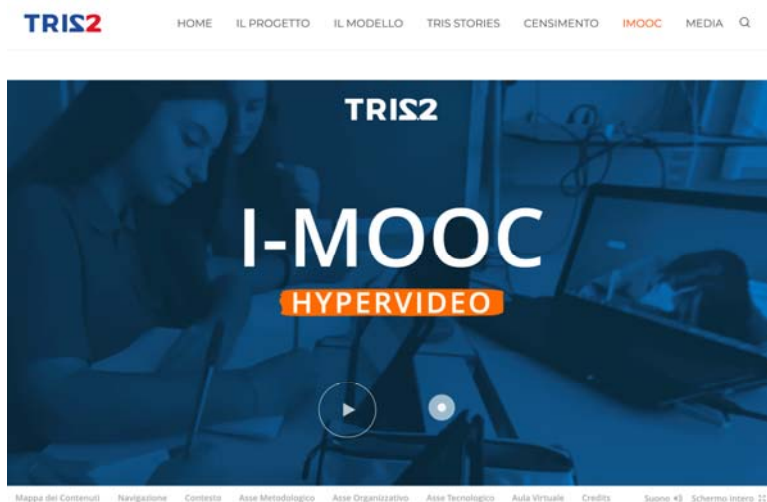 TRIS2 HOME IL PROGETTO IL MODELLO TRIS STORIES CENSIMENTO IMOOC MEDIA
TRIS2
I-MOOC
HYPERVIDEO
Mappa dei Contenuti Navigazione Contesto Asse Metodologico Asse Organizzativo Asse Tecnologico Aula Virtuale Credits Suono Schermo Intero